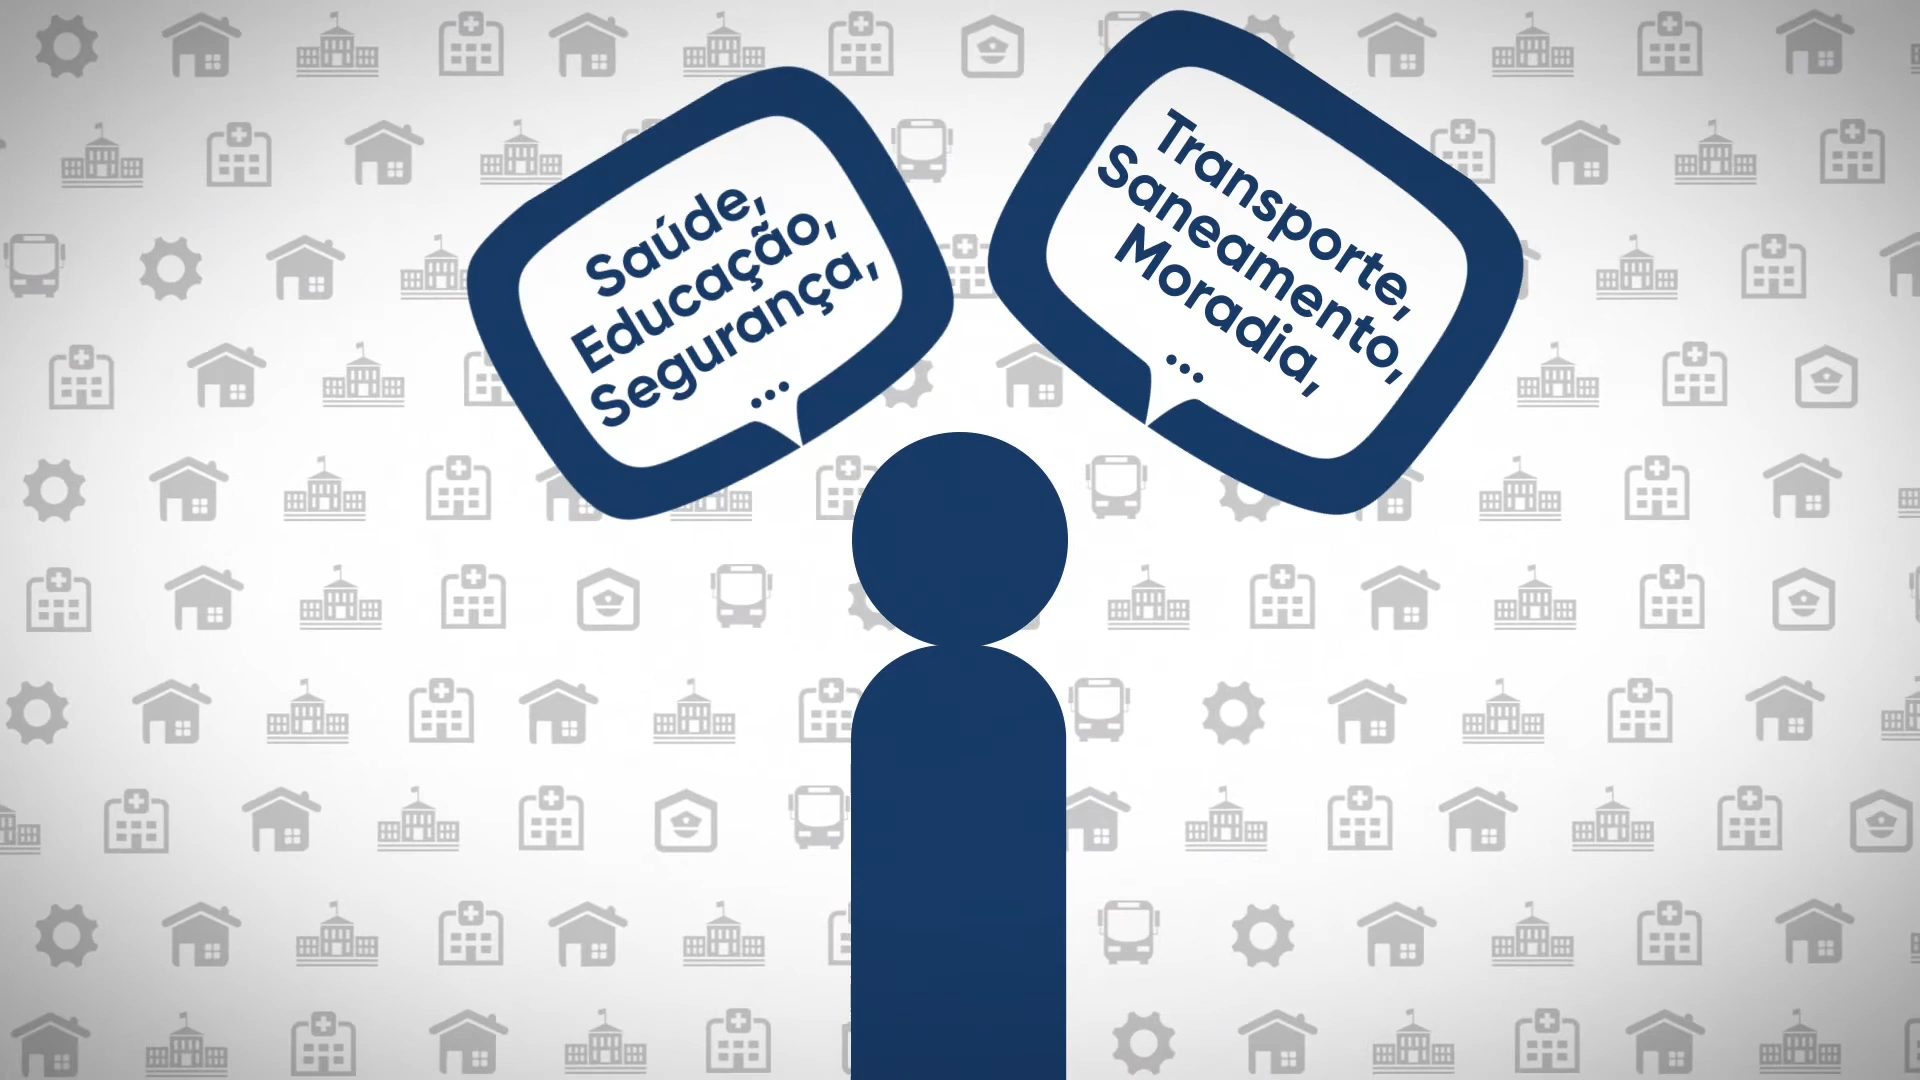 Saúde,
Educação,
Segurança,
...
Transporte,
Saneamento,
Moradia,
...